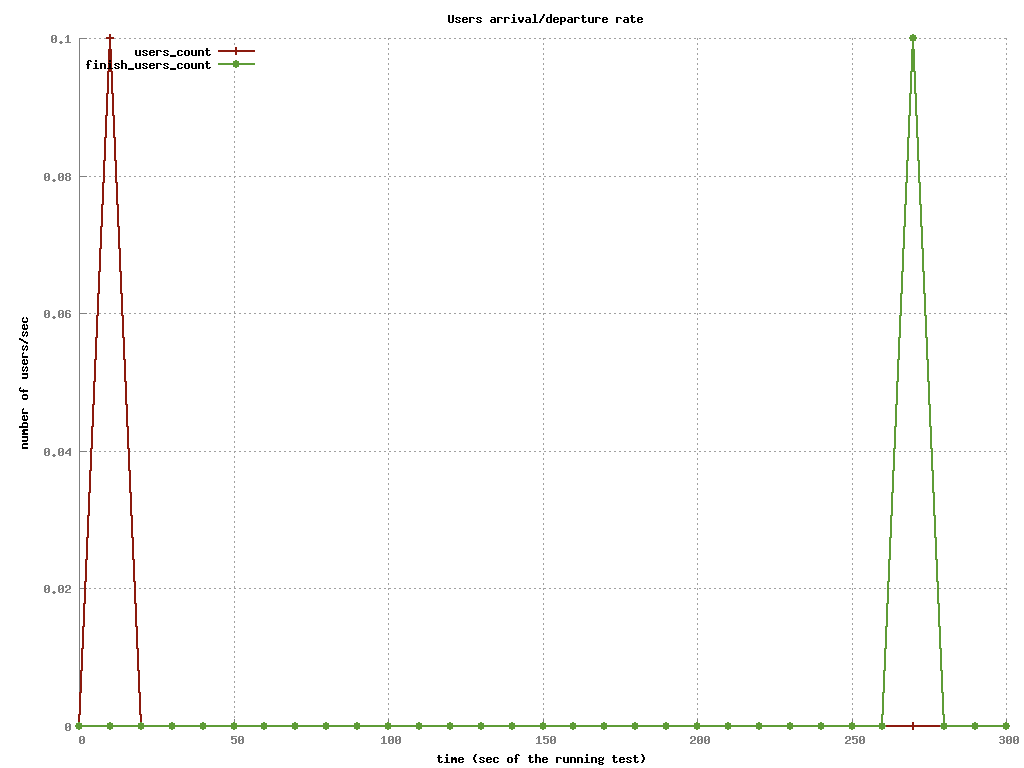 Users arrival/departure rate
0.1
users_count
finish_users_count
0.08
0.06
number of users/sec
0.04
0.02
0
0 50 100 150 200 250 300
time (sec of the running test)